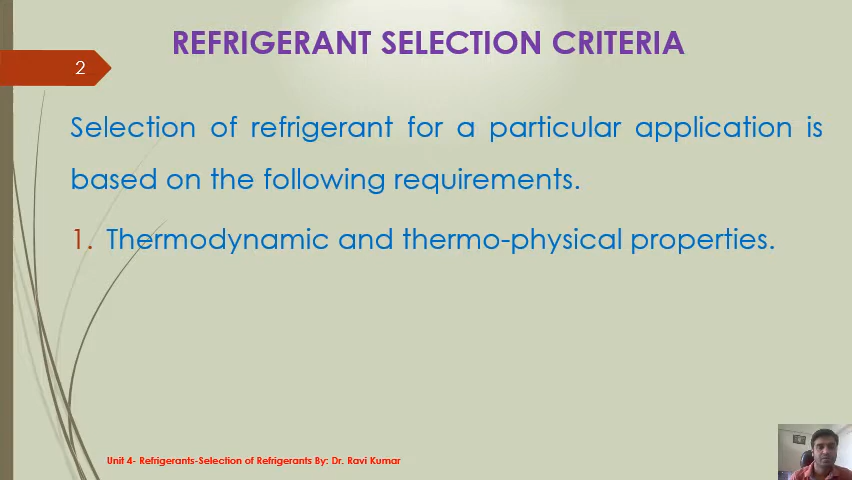 REFRIGERANT SELECTION CRITERIA
2
Selection of refrigerant for a particular application is
based on the following requirements.
1. Thermodynamic and thermo-physical properties.
Unit 4- Refrigerants-Selection of Refrigerants By: Dr. Ravi Kumar